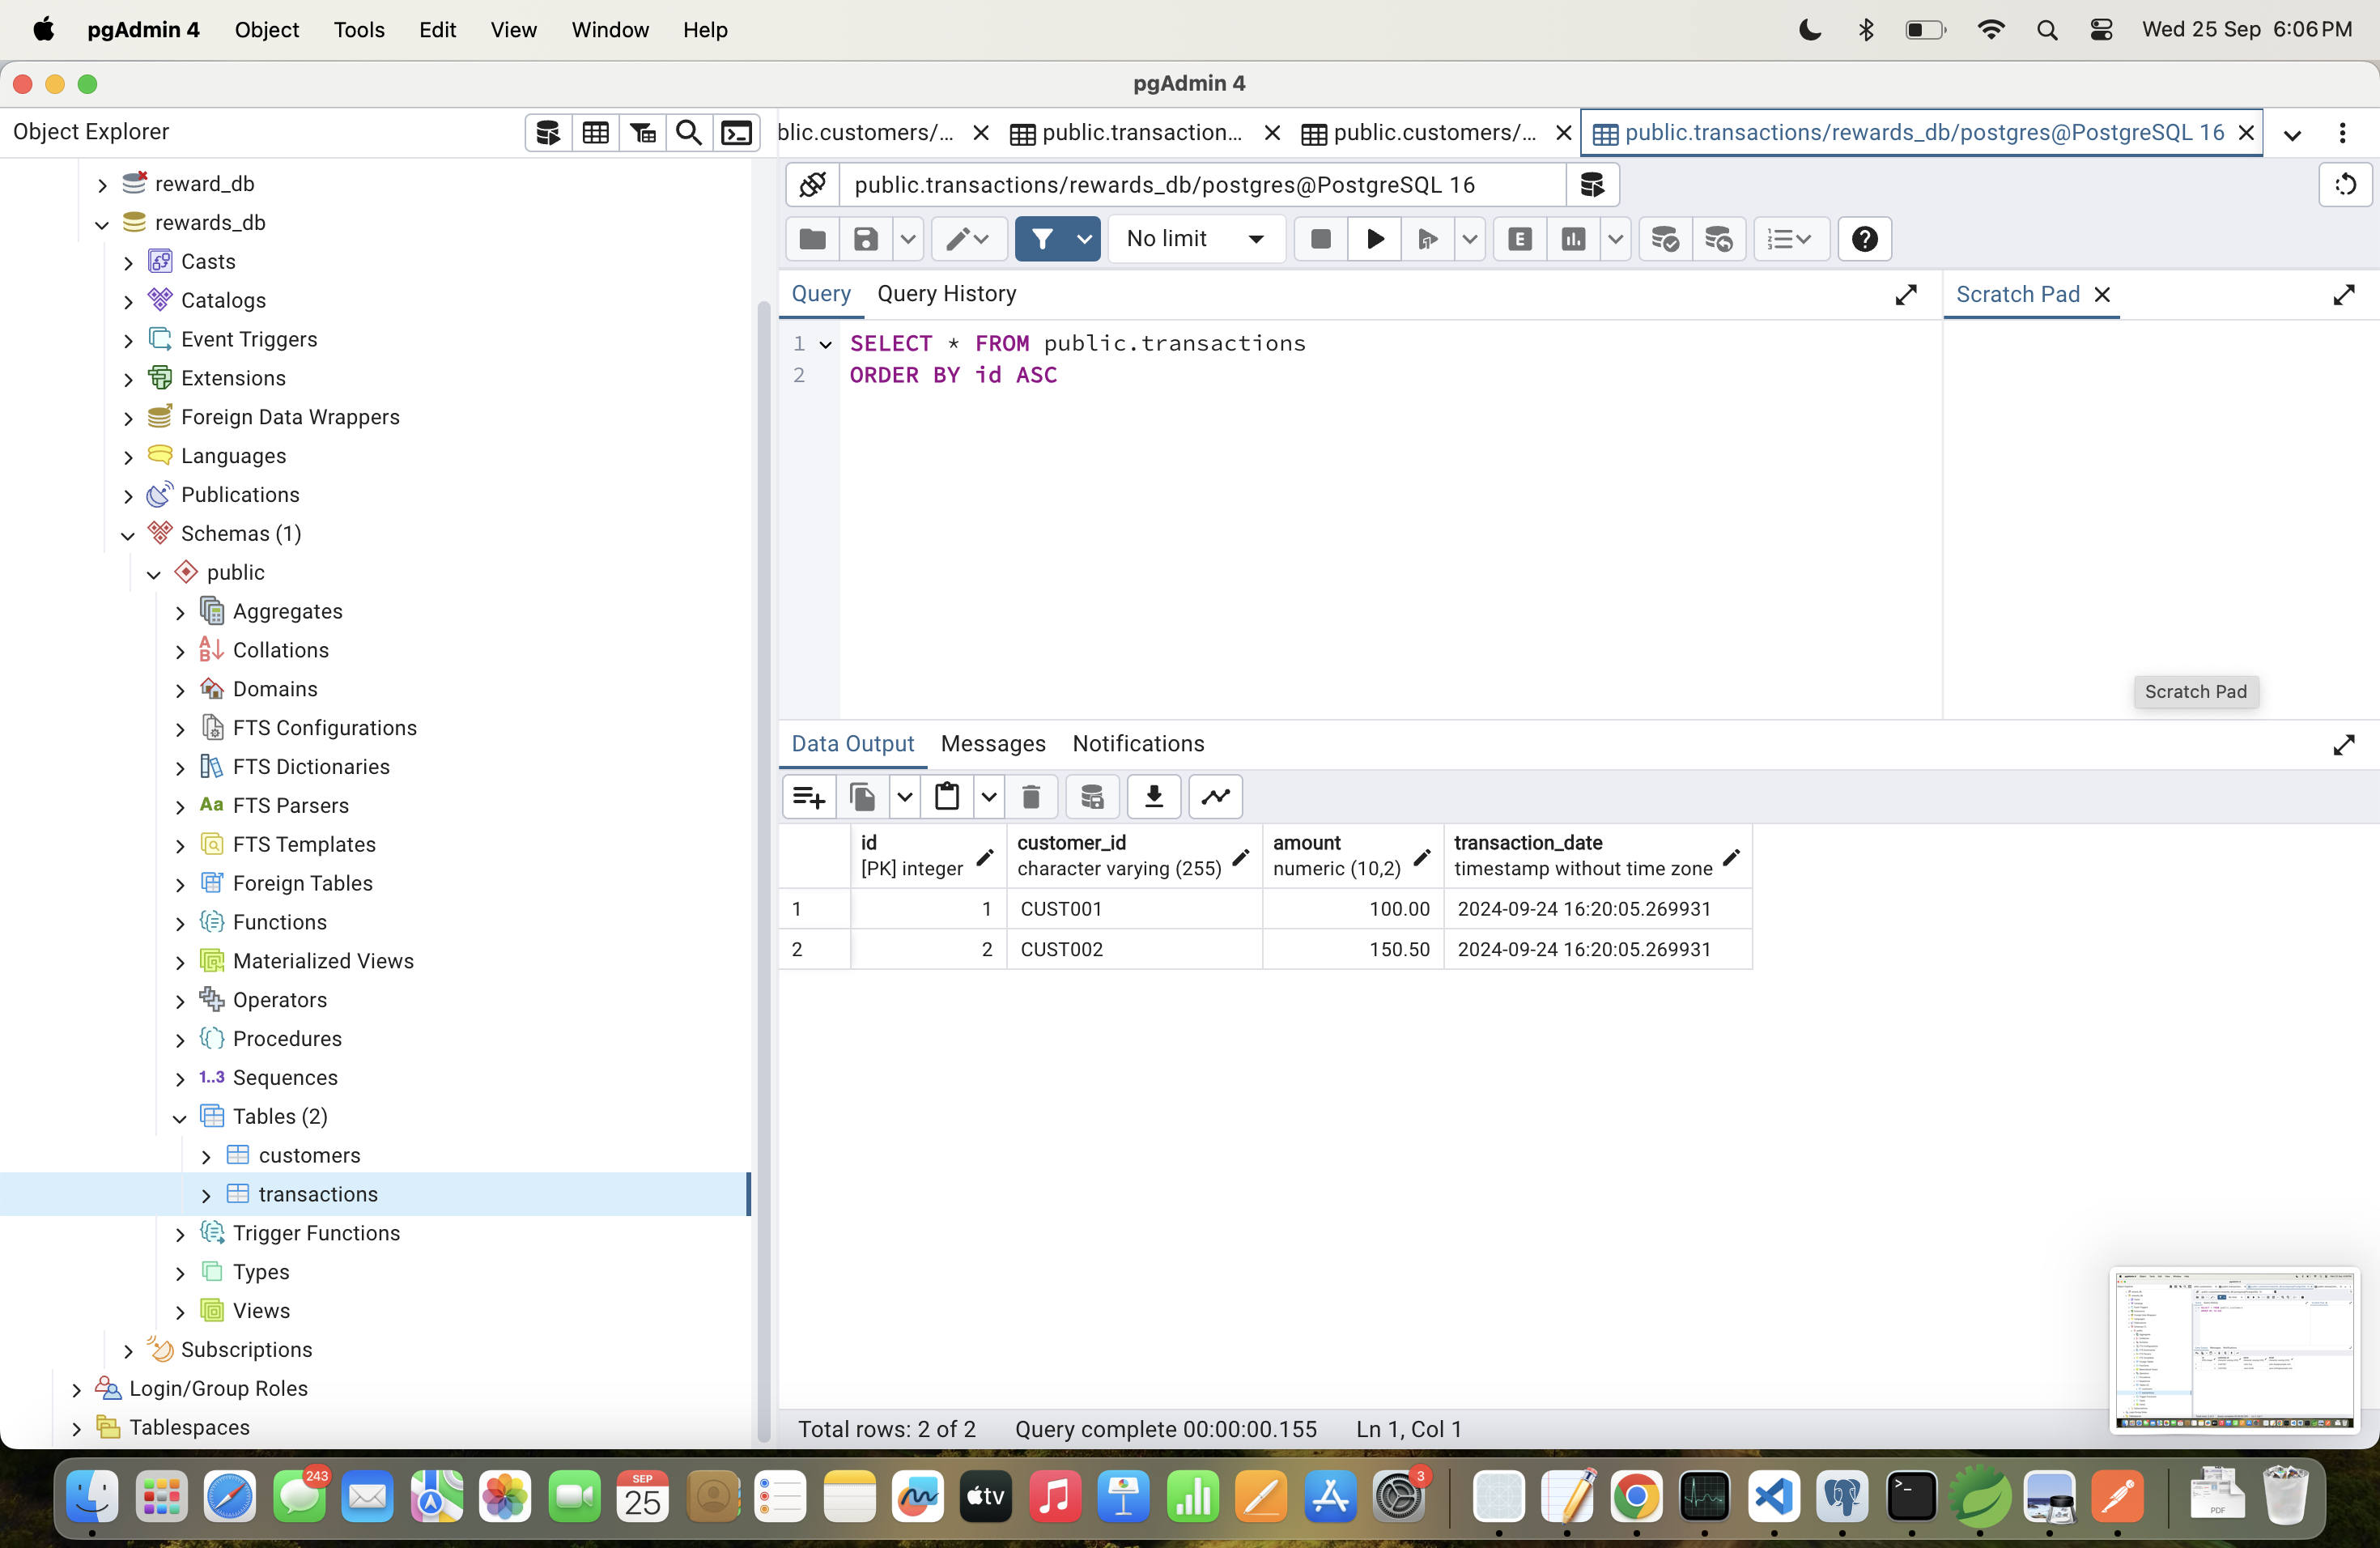 pgAdmin 4 Object Tools Edit View Window Help Wed 25 Sep 6:06 PM
pgAdmin 4
Object Explorer
blic.customers/...
public.transaction...
public.customers/...
public.transactions/rewards_db/postgres@PostgreSQL 16
reward_db
rewards_db
Casts
Catalogs
Event Triggers
Extensions
Foreign Data Wrappers
Languages
Publications
Schemas (1)
public
Aggregates
Collations
Domains
FTS Configurations
FTS Dictionaries
Aa FTS Parsers
FTS Templates
Foreign Tables
Functions
Materialized Views
Operators
Procedures
1..3 Sequences
Tables (2)
customers
transactions
Trigger Functions
Types
Views
Subscriptions
Login/Group Roles
Tablespaces
public.transactions/rewards_db/postgres@PostgreSQL 16
No limit E
Query Query History Scratch Pad
1 SELECT * FROM public.transactions
2 ORDER BY id ASC
Scratch Pad
Data Output Messages Notifications
id customer_id amount transaction_date
[PK] integer character varying (255) numeric (10,2) timestamp without time zone
1 1 CUST001 100.00 2024-09-24 16:20:05.269931
2 2 CUST002 150.50 2024-09-24 16:20:05.269931
Total rows: 2 of 2 Query complete 00:00:00.155 Ln 1, Col 1
243
SEP
25
tv
3
PDF